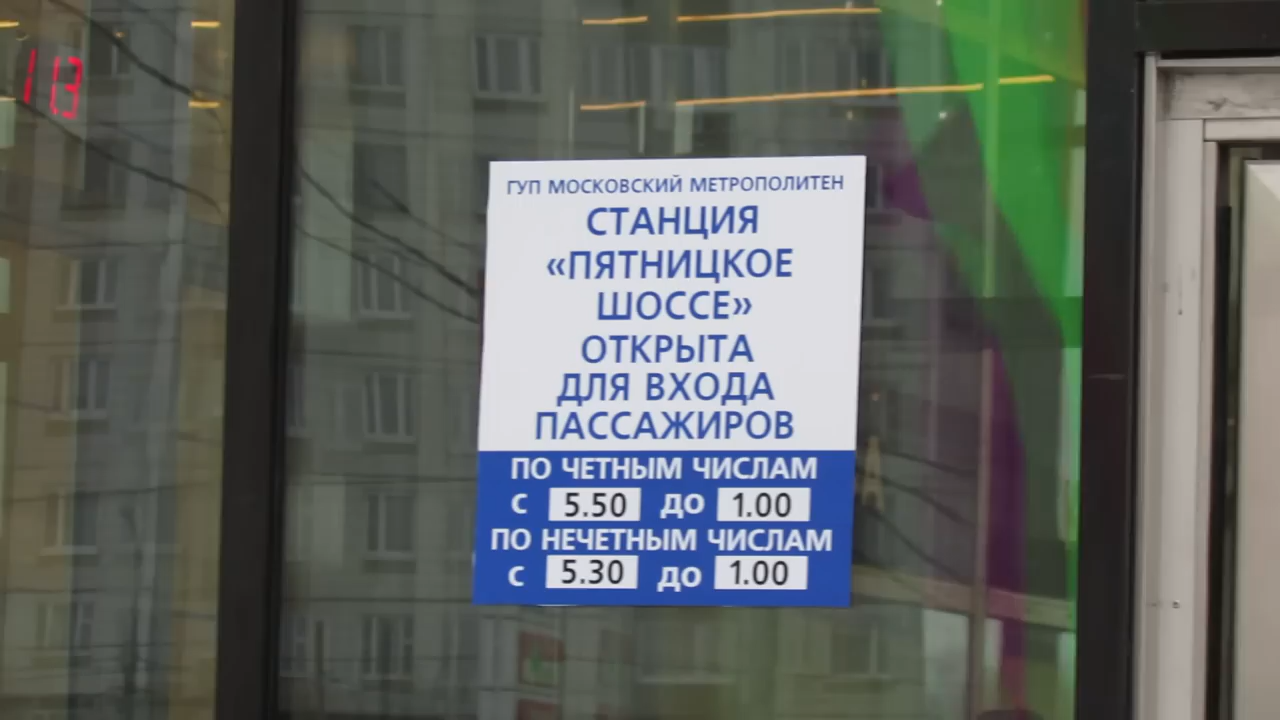 13
ГУП МОСКОВСКИЙ МЕТРОПОЛИТЕН
СТАНЦИЯ
«ПЯТНИЦКОЕ
ШОССЕ»
ОТКРЫТА
ДЛЯ ВХОДА
ПАССАЖИРОВ
ПО ЧЕТНЫМ ЧИСЛАМ
С 5.50 ДО 1.00
ПО НЕЧЕТНЫМ ЧИСЛАМ
С 5.30 ДО 1.00